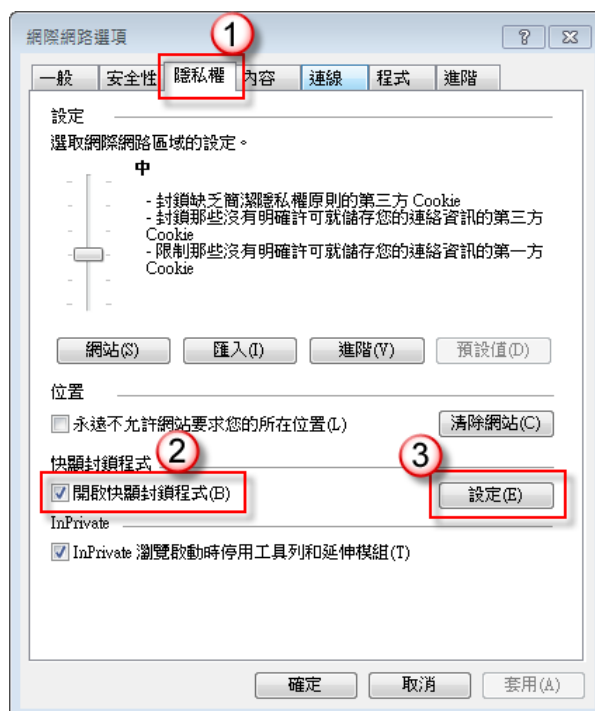 網際網路選項
1
一般 安全性 隱私權 內容 連線 程式 進階
設定
選取網際網路區域的設定。
中
- 封鎖缺乏簡潔隱私權原則的第三方 Cookie
- 封鎖那些沒有明確許可就儲存您的連絡資訊的第三方
Cookie
- 限制那些沒有明確許可就儲存您的連絡資訊的第一方
Cookie
網站(S) 匯入(I) 進階(V) 預設值(D)
位置
永遠不允許網站要求您的所在位置(L) 清除網站(C)
快顯封鎖程式 2 3
開啟快顯封鎖程式(B) 設定(E)
InPrivate
InPrivate 瀏覽啟動時停用工具列和延伸模組(T)
確定 取消 套用(A)